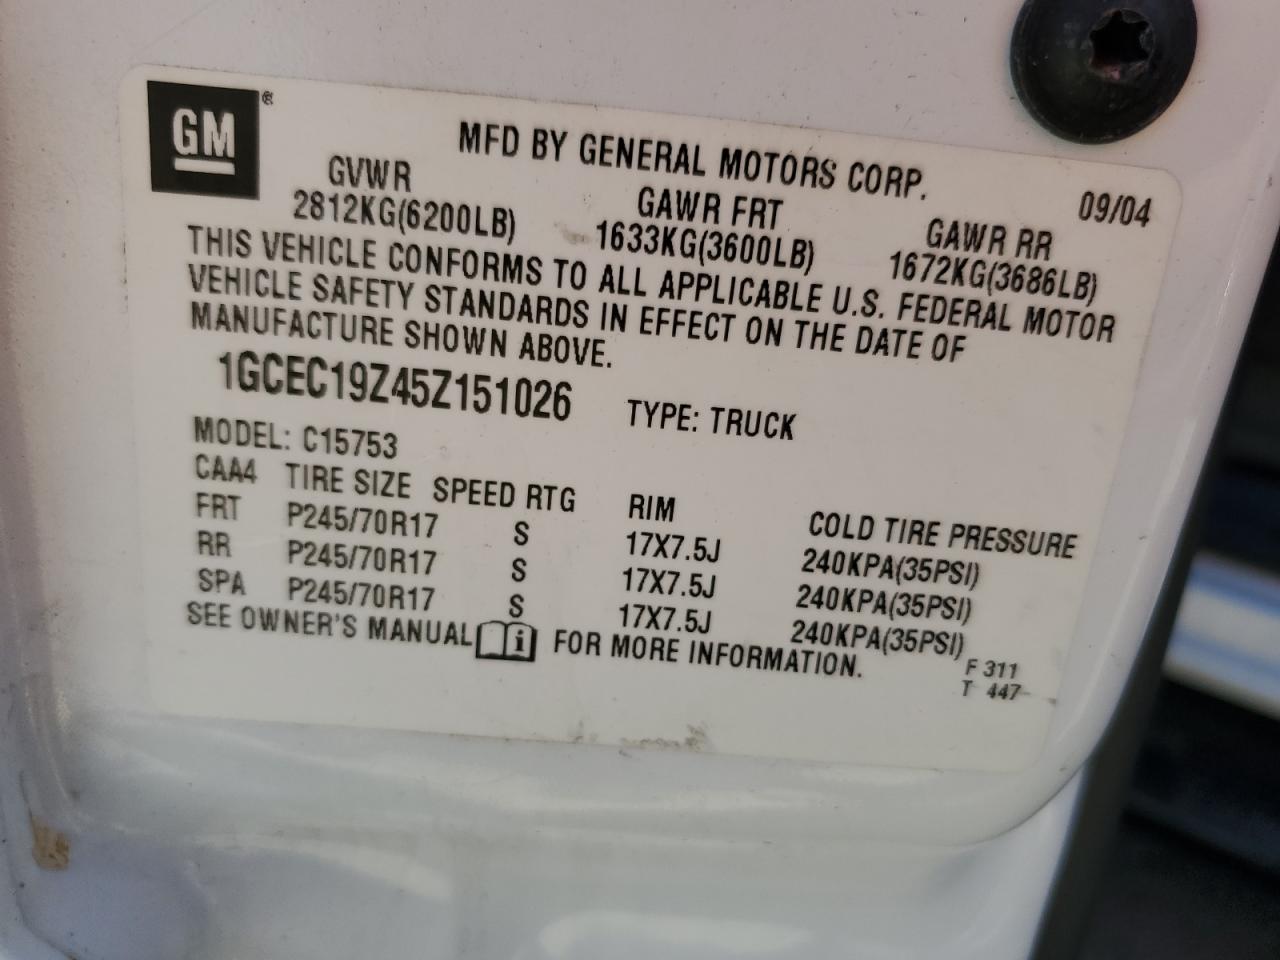 GM®
MFD BY GENERAL MOTORS CORP.
09/04
GVWR GAWR FRT GAWR RR
2812KG(6200LB) 1633KG(3600LB) 1672KG(3686LB)
THIS VEHICLE CONFORMS TO ALL APPLICABLE U.S. FEDERAL MOTOR
VEHICLE SAFETY STANDARDS IN EFFECT ON THE DATE OF
MANUFACTURE SHOWN ABOVE.
1GCEC19Z45Z151026 TYPE: TRUCK
MODEL: C15753
CAA4 TIRE SIZE SPEED RTG RIM COLD TIRE PRESSURE
FRT P245/70R17 S 17X7.5J 240KPA(35PSI)
RR P245/70R17 S 17X7.5J 240KPA(35PSI)
SPA P245/70R17 S 17X7.5J 240KPA(35PSI)
SEE OWNER'S MANUAL i FOR MORE INFORMATION.
F 311
T 447